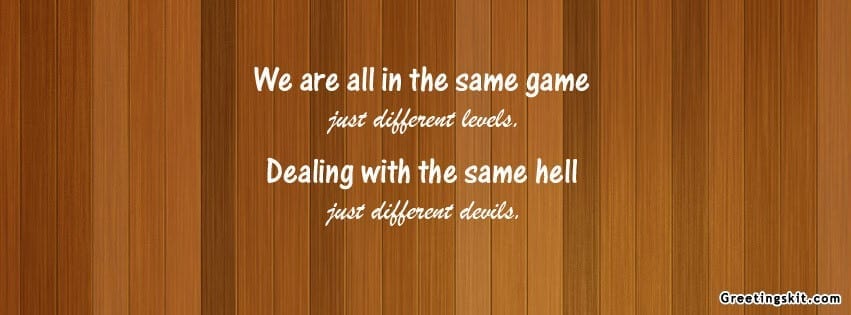 We are all in the same game
just different levels.
Dealing with the same hell
just different devils.
Greetingskit.com